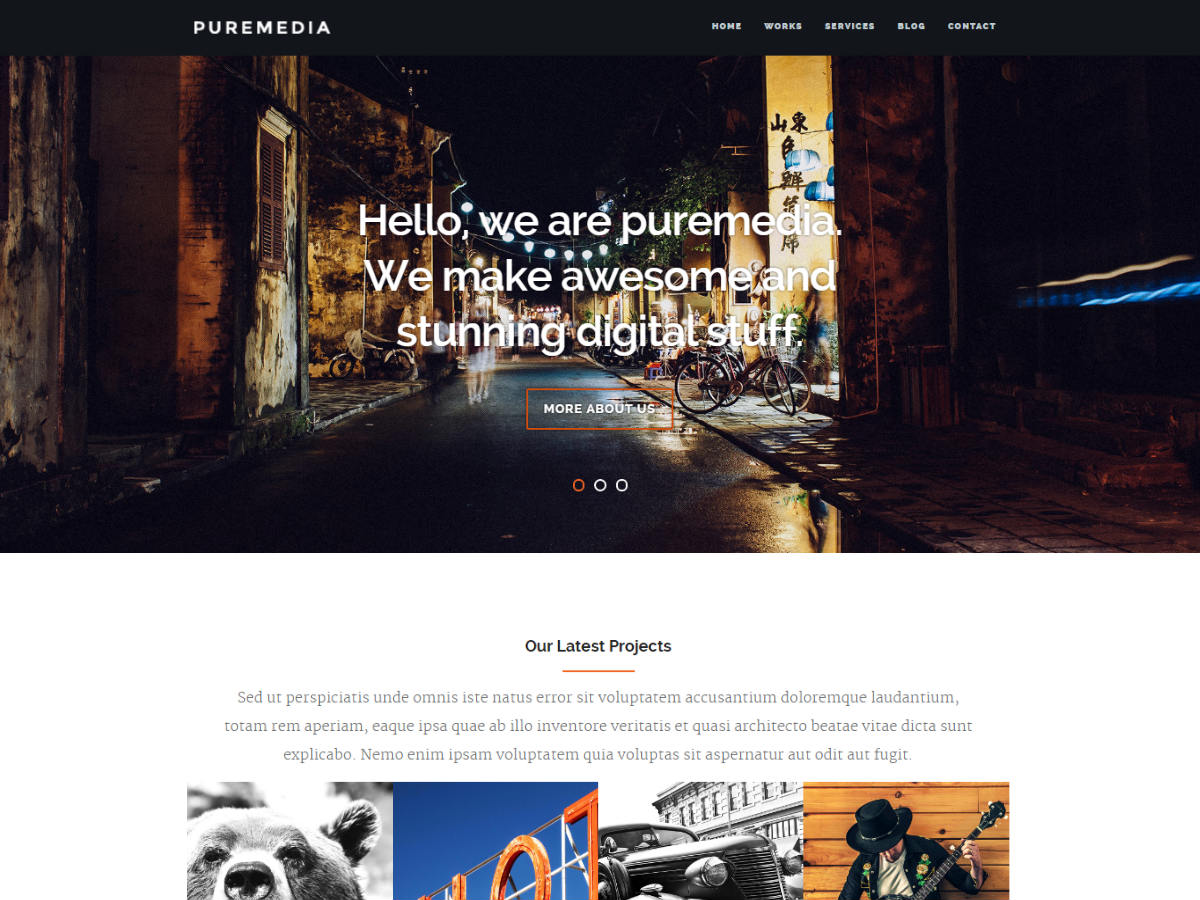 PUREMEDIA
HOME WORKS SERVICES BLOG CONTACT
山東
Hello, we are puremedia.
We make awesome and
stunning digital stuff.
MORE ABOUT US
Our Latest Projects
Sed ut perspiciatis unde omnis iste natus error sit voluptatem accusantium doloremque laudantium,
totam rem aperiam, eaque ipsa quae ab illo inventore veritatis et quasi architecto beatae vitae dicta sunt
explicabo. Nemo enim ipsam voluptatem quia voluptas sit aspernatur aut odit aut fugit.